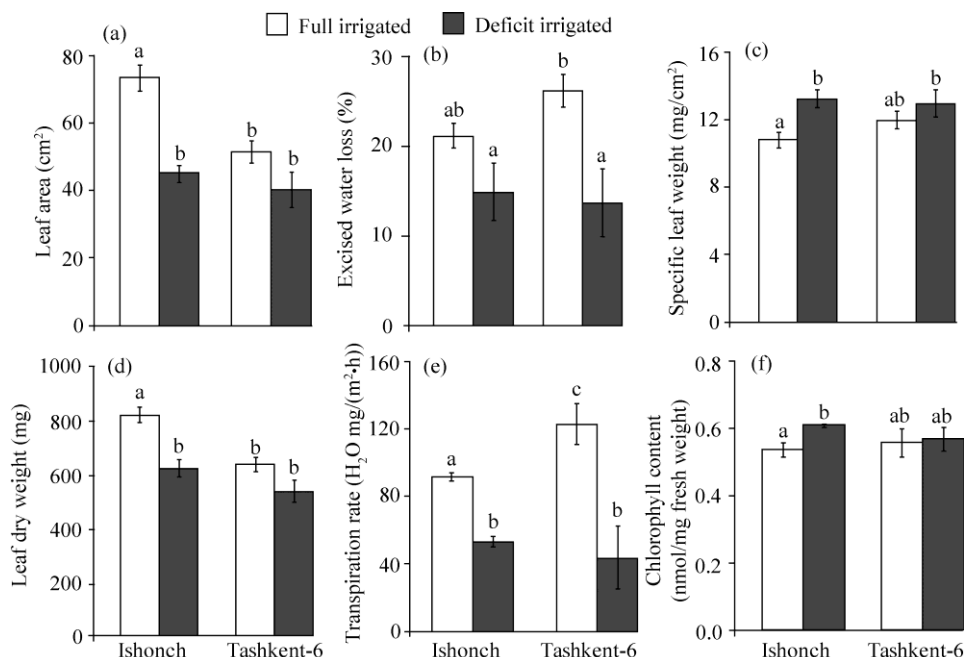 Full irrigated Deficit irrigated
(a)
Leaf area (cm²)
80
60
40
20
0
a
b
b
b
(b)
Excised water loss (%)
30
20
10
0
ab
a
b
a
(c)
Specific leaf weight (mg/cm²)
16
12
8
4
0
a
b
ab
b
(d)
Leaf dry weight (mg)
1000
800
600
400
200
0
a
b
b
b
Ishonch Tashkent-6
(e)
Transpiration rate (H₂O mg/(m²•h))
160
120
80
40
0
a
b
c
b
Ishonch Tashkent-6
(f)
Chlorophyll content
(nmol/mg fresh weight)
0.8
0.6
0.4
0.2
0.0
a
b
ab
ab
Ishonch Tashkent-6